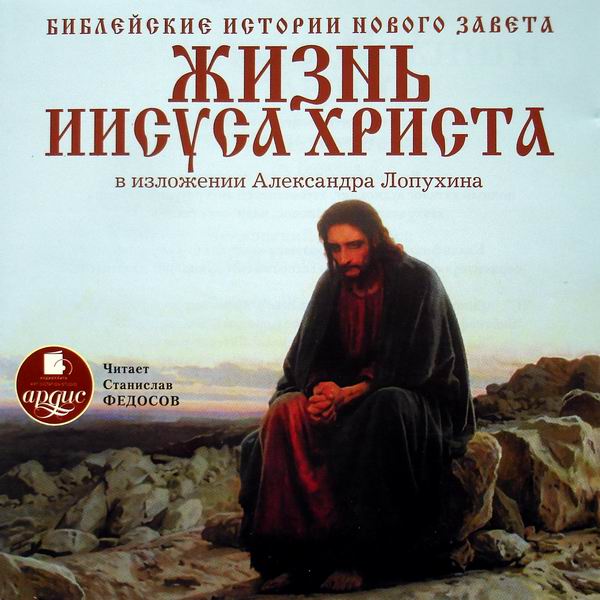 БИБЛЕЙСКИЕ ИСТОРИИ НОВОГО ЗАВЕТА
ЖИЗНЬ
ИИСУСА ХРИСТА
в изложении Александра Лопухина
Читает
Станислав
ФЕДОСОВ
ардис